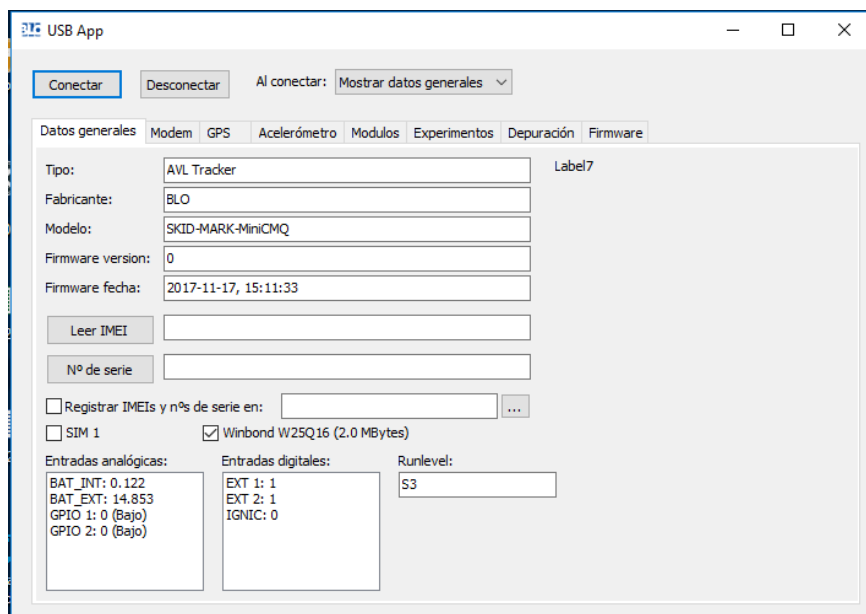 USB App
Conectar Desconectar Al conectar: Mostrar datos generales
Datos generales Modem GPS Acelerómetro Modulos Experimentos Depuración Firmware
Tipo: AVL Tracker Label7
Fabricante: BLO
Modelo: SKID-MARK-MiniCMQ
Firmware version: 0
Firmware fecha: 2017-11-17, 15:11:33
Leer IMEI
Nº de serie
Registrar IMEIs y nºs de serie en: ...
SIM 1 Winbond W25Q16 (2.0 MBytes)
Entradas analógicas: Entradas digitales: Runlevel:
BAT_INT: 0.122 EXT 1: 1 S3
BAT_EXT: 14.853 EXT 2: 1
GPIO 1: 0 (Bajo) IGNIC: 0
GPIO 2: 0 (Bajo)